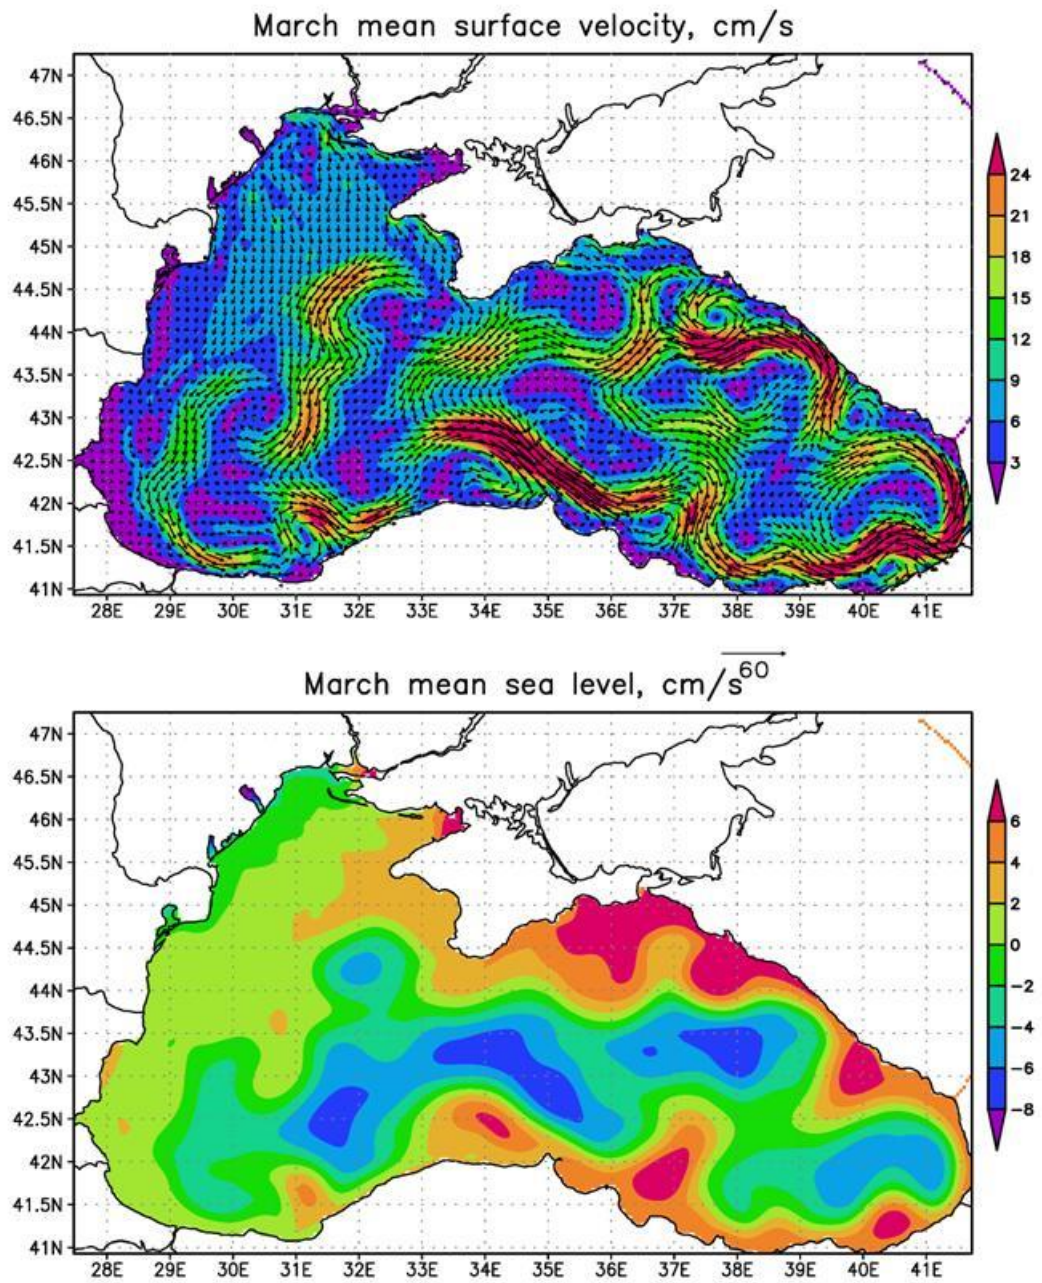 March mean surface velocity, cm/s
47N
46.5N
46N
45.5N
45N
44.5N
44N
43.5N
43N
42.5N
42N
41.5N
41N
28E 29E 30E 31E 32E 33E 34E 35E 36E 37E 38E 39E 40E 41E
24
21
18
15
12
9
6
3
60
March mean sea level, cm/s
47N
46.5N
46N
45.5N
45N
44.5N
44N
43.5N
43N
42.5N
42N
41.5N
41N
28E 29E 30E 31E 32E 33E 34E 35E 36E 37E 38E 39E 40E 41E
6
4
2
0
-2
-4
-6
-8